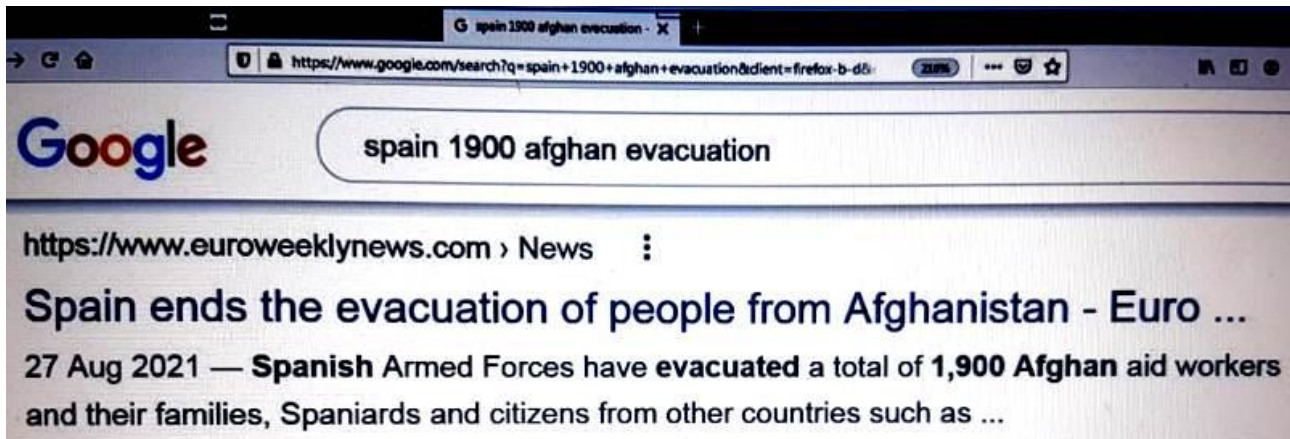 G spain 1900 afghan evacuation -
https://www.google.com/search?q=spain+1900+afghan+evacuation&client=firefox-b-d&
Google
spain 1900 afghan evacuation
https://www.euroweeklynews.com › News
Spain ends the evacuation of people from Afghanistan - Euro ...
27 Aug 2021 — Spanish Armed Forces have evacuated a total of 1,900 Afghan aid workers
and their families, Spaniards and citizens from other countries such as ...